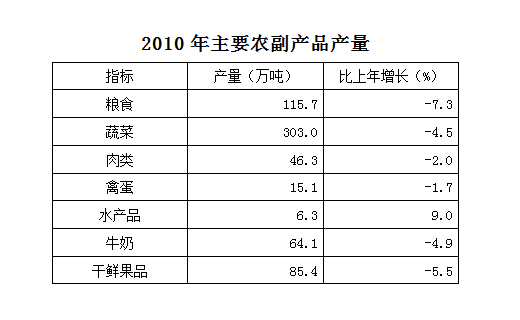 2010 年主要农副产品产量
指标 产量（万吨） 比上年增长（%）
粮食 115.7 -7.3
蔬菜 303.0 -4.5
肉类 46.3 -2.0
禽蛋 15.1 -1.7
水产品 6.3 9.0
牛奶 64.1 -4.9
干鲜果品 85.4 -5.5